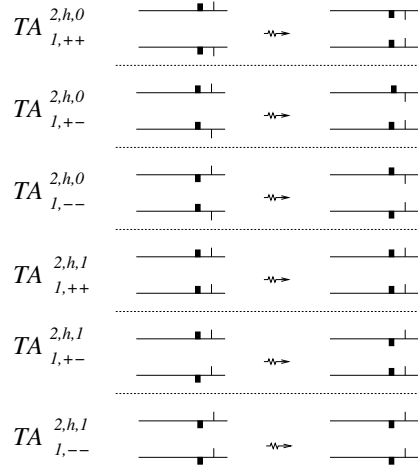 TA 2,h,0 1,++
TA 2,h,0 1,+-
TA 2,h,0 1,--
TA 2,h,1 1,++
TA 2,h,1 1,+-
TA 2,h,1 1,--